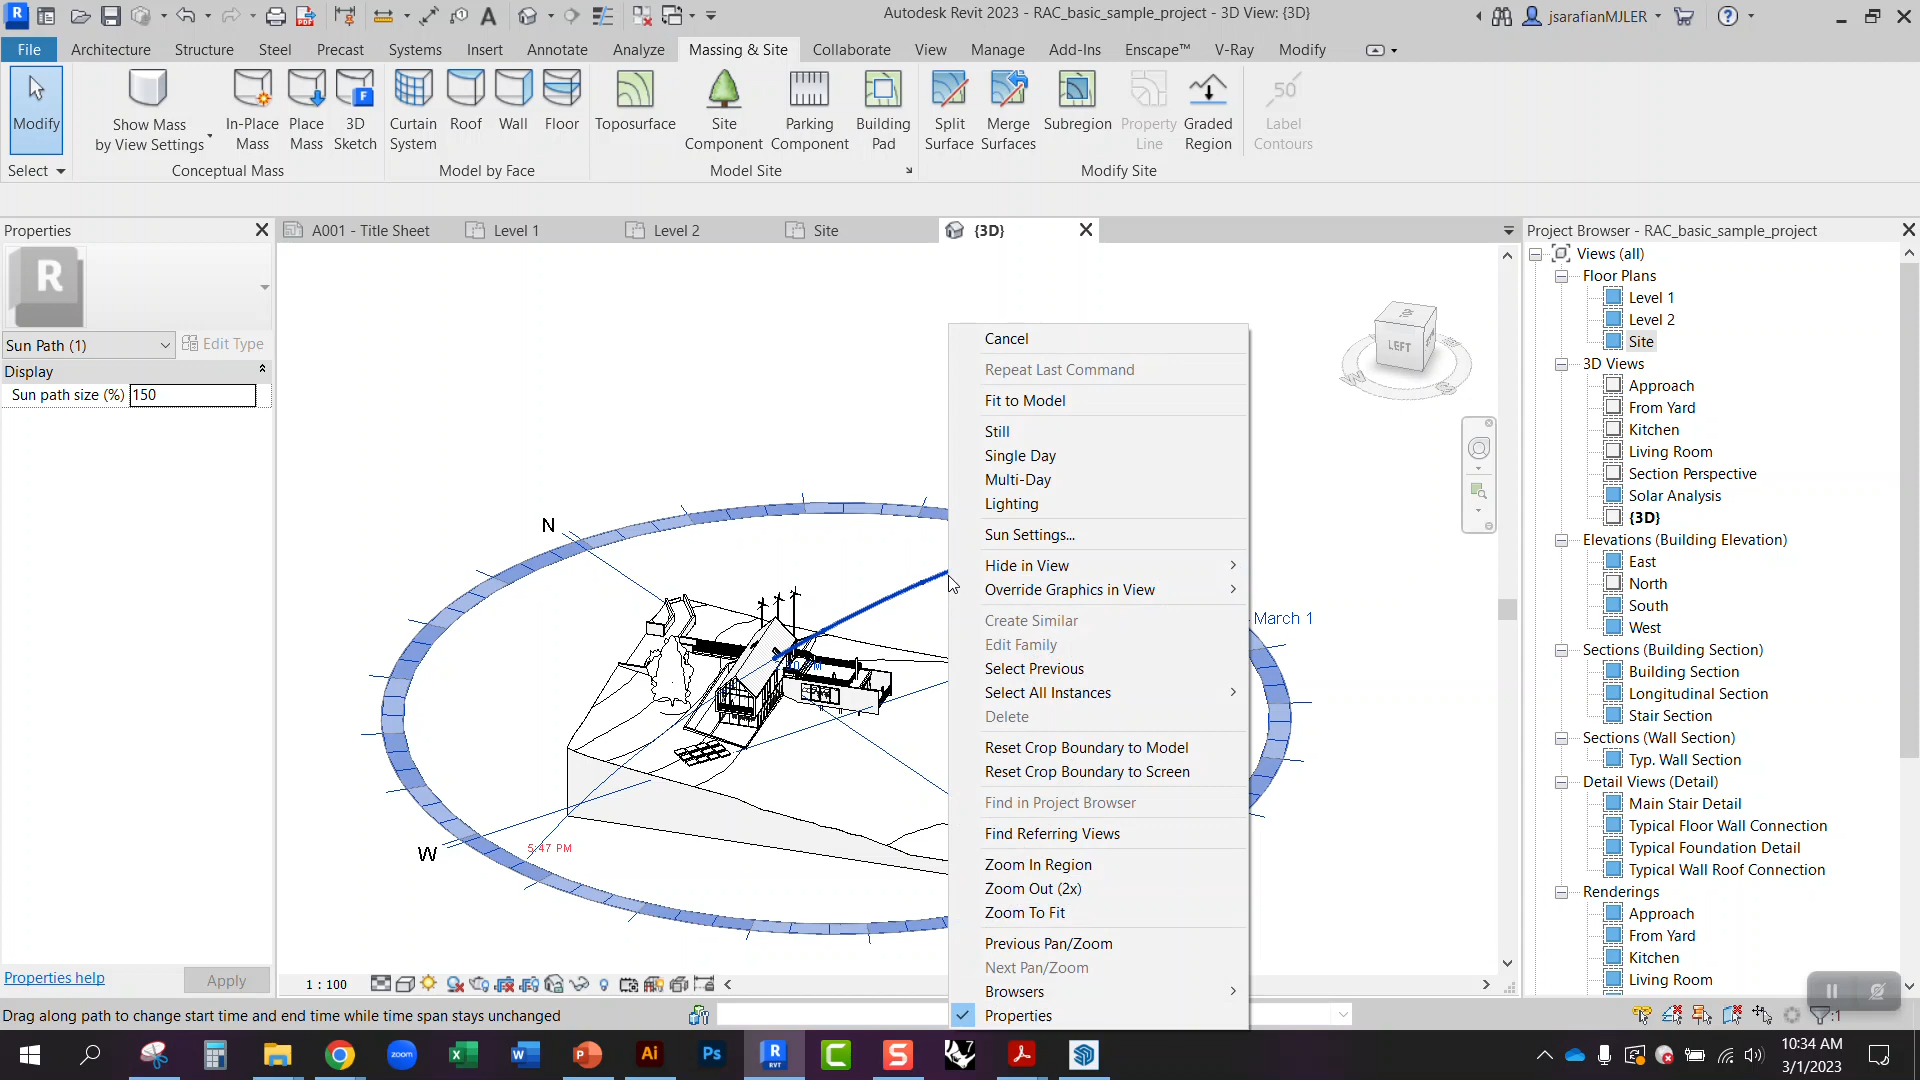 Autodesk Revit 2023 - RAC_basic_sample_project - 3D View: {3D}
jsarafianMJLER
File
Architecture
Structure
Steel
Precast
Systems
Insert
Annotate
Analyze
Massing & Site
Collaborate
View
Manage
Add-Ins
Enscape™
V-Ray
Modify
Modify
Show Mass
by View Settings
In-Place
Mass
Place
Mass
3D
Sketch
Curtain
System
Roof
Wall
Floor
Toposurface
Site
Component
Parking
Component
Building
Pad
Split
Surface
Merge
Surfaces
Subregion
Property
Line
Graded
Region
50
Label
Contours
Select
Conceptual Mass
Model by Face
Model Site
Modify Site
Properties
A001 - Title Sheet
Level 1
Level 2
Site
{3D}
Project Browser - RAC_basic_sample_project
R
Sun Path (1)
Edit Type
Display
Sun path size (%)
150
Properties help
Apply
N
W
5:47 PM
March 1
LEFT
W
S
Cancel
Repeat Last Command
Fit to Model
Still
Single Day
Multi-Day
Lighting
Sun Settings...
Hide in View
Override Graphics in View
Create Similar
Edit Family
Select Previous
Select All Instances
Delete
Reset Crop Boundary to Model
Reset Crop Boundary to Screen
Find in Project Browser
Find Referring Views
Zoom In Region
Zoom Out (2x)
Zoom To Fit
Previous Pan/Zoom
Next Pan/Zoom
Browsers
Properties
Views (all)
Floor Plans
Level 1
Level 2
Site
3D Views
Approach
From Yard
Kitchen
Living Room
Section Perspective
Solar Analysis
{3D}
Elevations (Building Elevation)
East
North
South
West
Sections (Building Section)
Building Section
Longitudinal Section
Stair Section
Sections (Wall Section)
Typ. Wall Section
Detail Views (Detail)
Main Stair Detail
Typical Floor Wall Connection
Typical Foundation Detail
Typical Wall Roof Connection
Renderings
Approach
From Yard
Kitchen
Living Room
1 : 100
Drag along path to change start time and end time while time span stays unchanged
:1
zoom
Ai
Ps
R
RVT
C
S
10:34 AM
3/1/2023